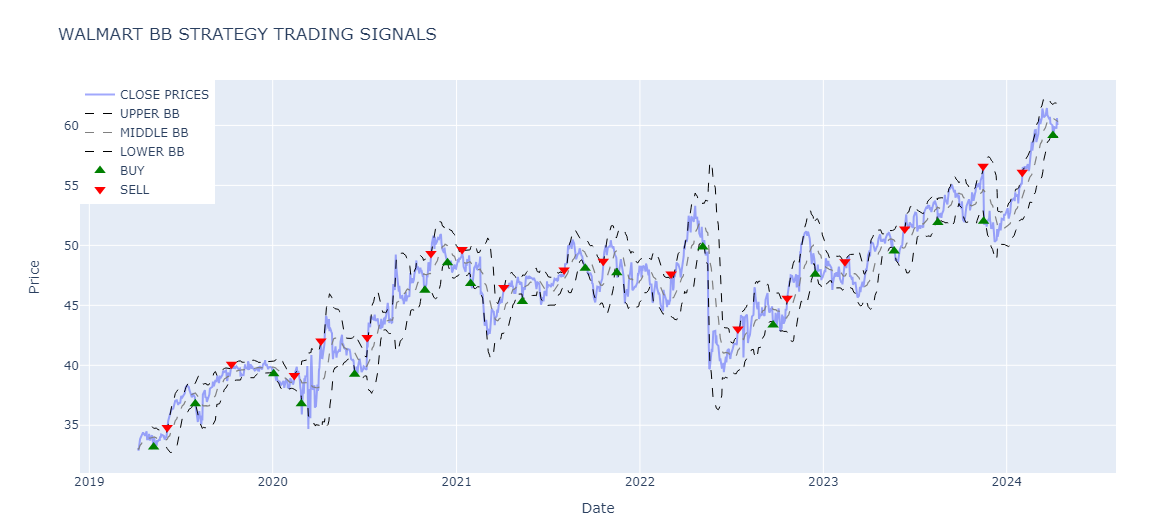 WALMART BB STRATEGY TRADING SIGNALS
CLOSE PRICES
UPPER BB
MIDDLE BB
LOWER BB
BUY
SELL
60
55
50
45
40
35
Price
2019 2020 2021 2022 2023 2024
Date